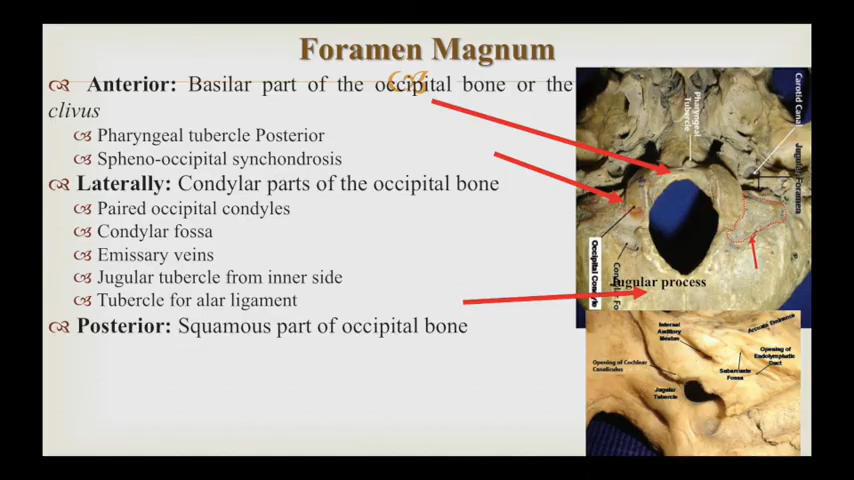 Foramen Magnum
Anterior: Basilar part of the occipital bone or the
clivus
Pharyngeal tubercle Posterior
Spheno-occipital synchondrosis
Laterally: Condylar parts of the occipital bone
Paired occipital condyles
Condylar fossa
Emissary veins
Jugular tubercle from inner side
Tubercle for alar ligament
Posterior: Squamous part of occipital bone
Pharyngeal
Tubercle
Carotid Canal
Jugular Foramen
Occipital Condyle
Jugular process
Internal
Auditory
Meatus
Arcuate Eminence
Opening of
Endolymphatic
Duct
Opening of Cochlear
Canaliculus
Subarcuate
Fossa
Jugular
Tubercle